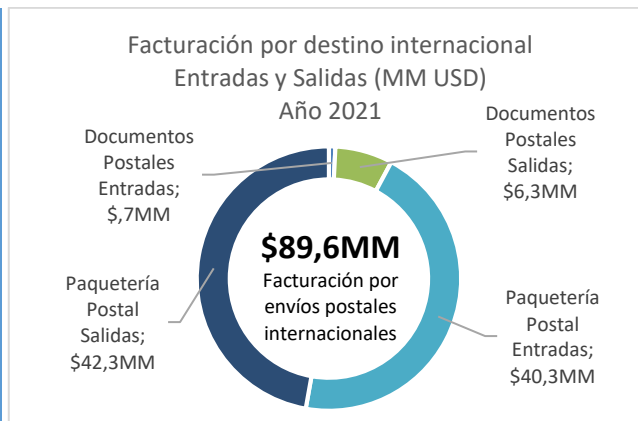 Facturación por destino internacional
Entradas y Salidas (MM USD)
Año 2021
Documentos
Postales
Entradas;
$,7MM
Documentos
Postales
Salidas;
$6,3MM
$89,6MM
Facturación por
envíos postales
internacionales
Paquetería
Postal
Salidas;
$42,3MM
Paquetería
Postal
Entradas;
$40,3MM